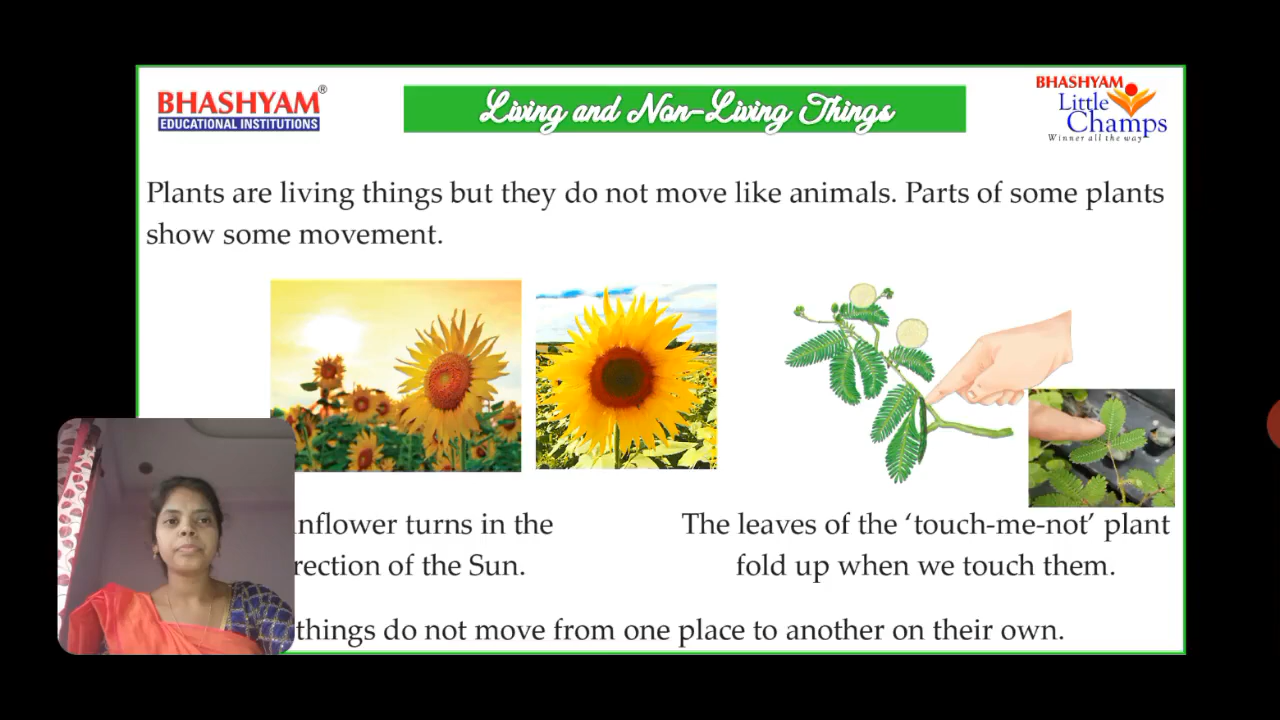 BHASHYAM®
EDUCATIONAL INSTITUTIONS
Living and Non-Living Things
BHASHYAM
Little
Champs
Winner all the way
Plants are living things but they do not move like animals. Parts of some plants
show some movement.
turns in the
of the Sun.
The leaves of the ‘touch-me-not’ plant
fold up when we touch them.
things do not move from one place to another on their own.